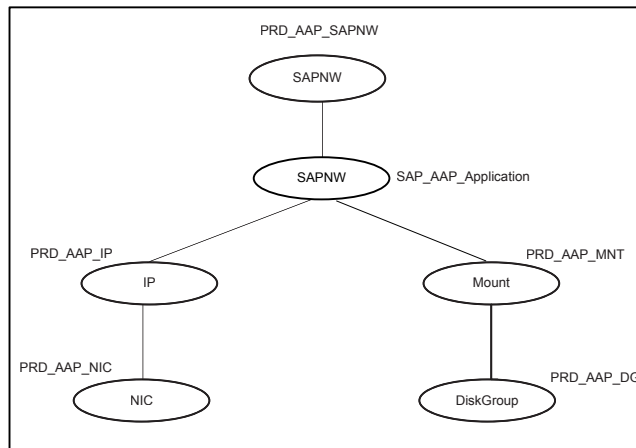 PRD_AAP_SAPNW
SAPNW
SAPNW
SAP_AAP_Application
PRD_AAP_IP
PRD_AAP_MNT
IP
Mount
PRD_AAP_NIC
PRD_AAP_DG
NIC
DiskGroup